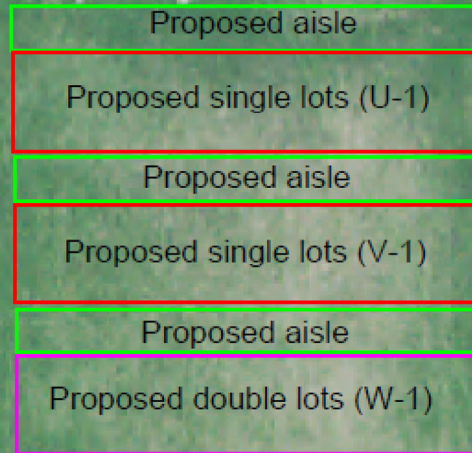 Proposed aisle
Proposed single lots (U-1)
Proposed aisle
Proposed single lots (V-1)
Proposed aisle
Proposed double lots (W-1)